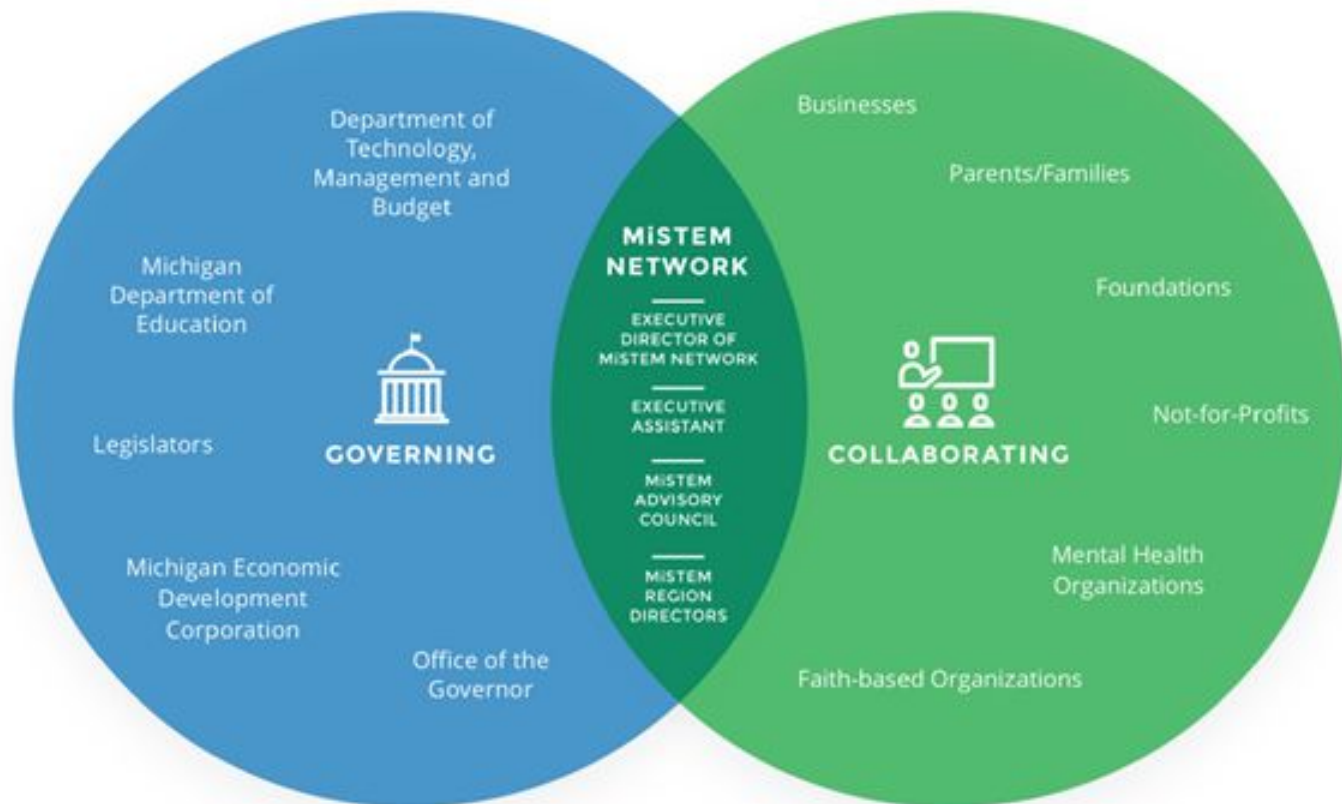 Department of
Technology,
Management and
Budget
Michigan
Department of
Education
Legislators
GOVERNING
Michigan Economic
Development
Corporation
Office of the
Governor
MiSTEM
NETWORK
EXECUTIVE
DIRECTOR OF
MiSTEM NETWORK
EXECUTIVE
ASSISTANT
MiSTEM
ADVISORY
COUNCIL
MiSTEM
REGION
DIRECTORS
Businesses
Parents/Families
Foundations
Not-for-Profits
COLLABORATING
Mental Health
Organizations
Faith-based Organizations